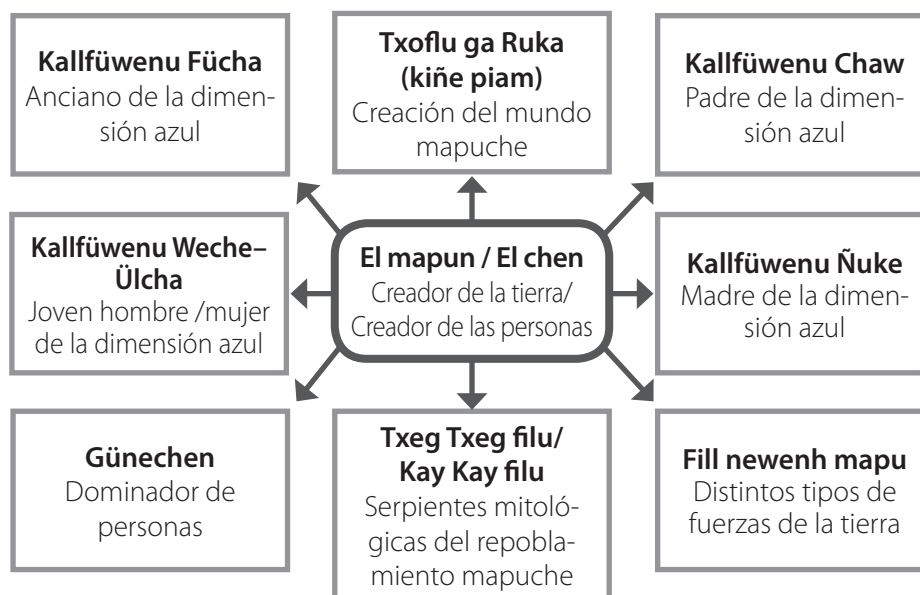 Kallfüwenu Fücha
Anciano de la dimen-
sión azul
Txoflu ga Ruka
(kiñe piam)
Creación del mundo
mapuche
Kallfüwenu Chaw
Padre de la dimen-
sión azul
Kallfüwenu Weche–
Ülcha
Joven hombre /mujer
de la dimensión azul
El mapun / El chen
Creador de la tierra/
Creador de las personas
Kallfüwenu Ñuke
Madre de la dimen-
sión azul
Günechen
Dominador de
personas
Txeg Txeg filu/
Kay Kay filu
Serpientes mitoló-
gicas del repobla-
miento mapuche
Fill newenh mapu
Distintos tipos de
fuerzas de la tierra